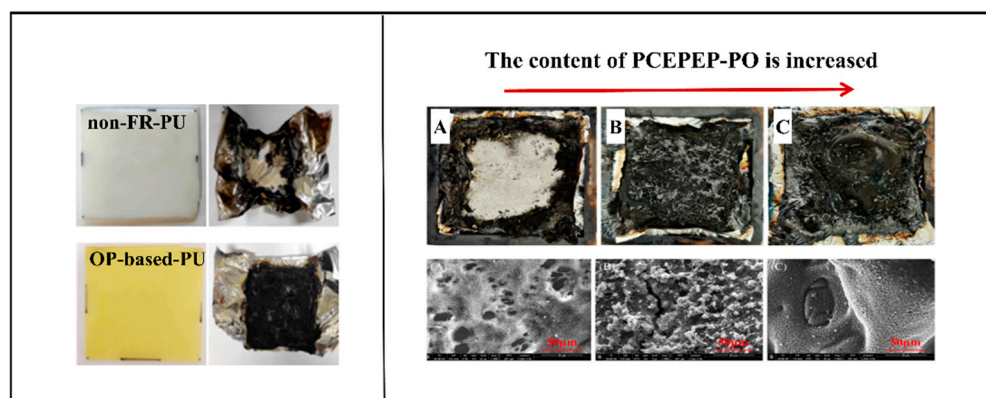 The content of PCEPEP-PO is increased
non-FR-PU
OP-based-PU
A
B
C
(B)
(C)
50μm
50μm
50μm